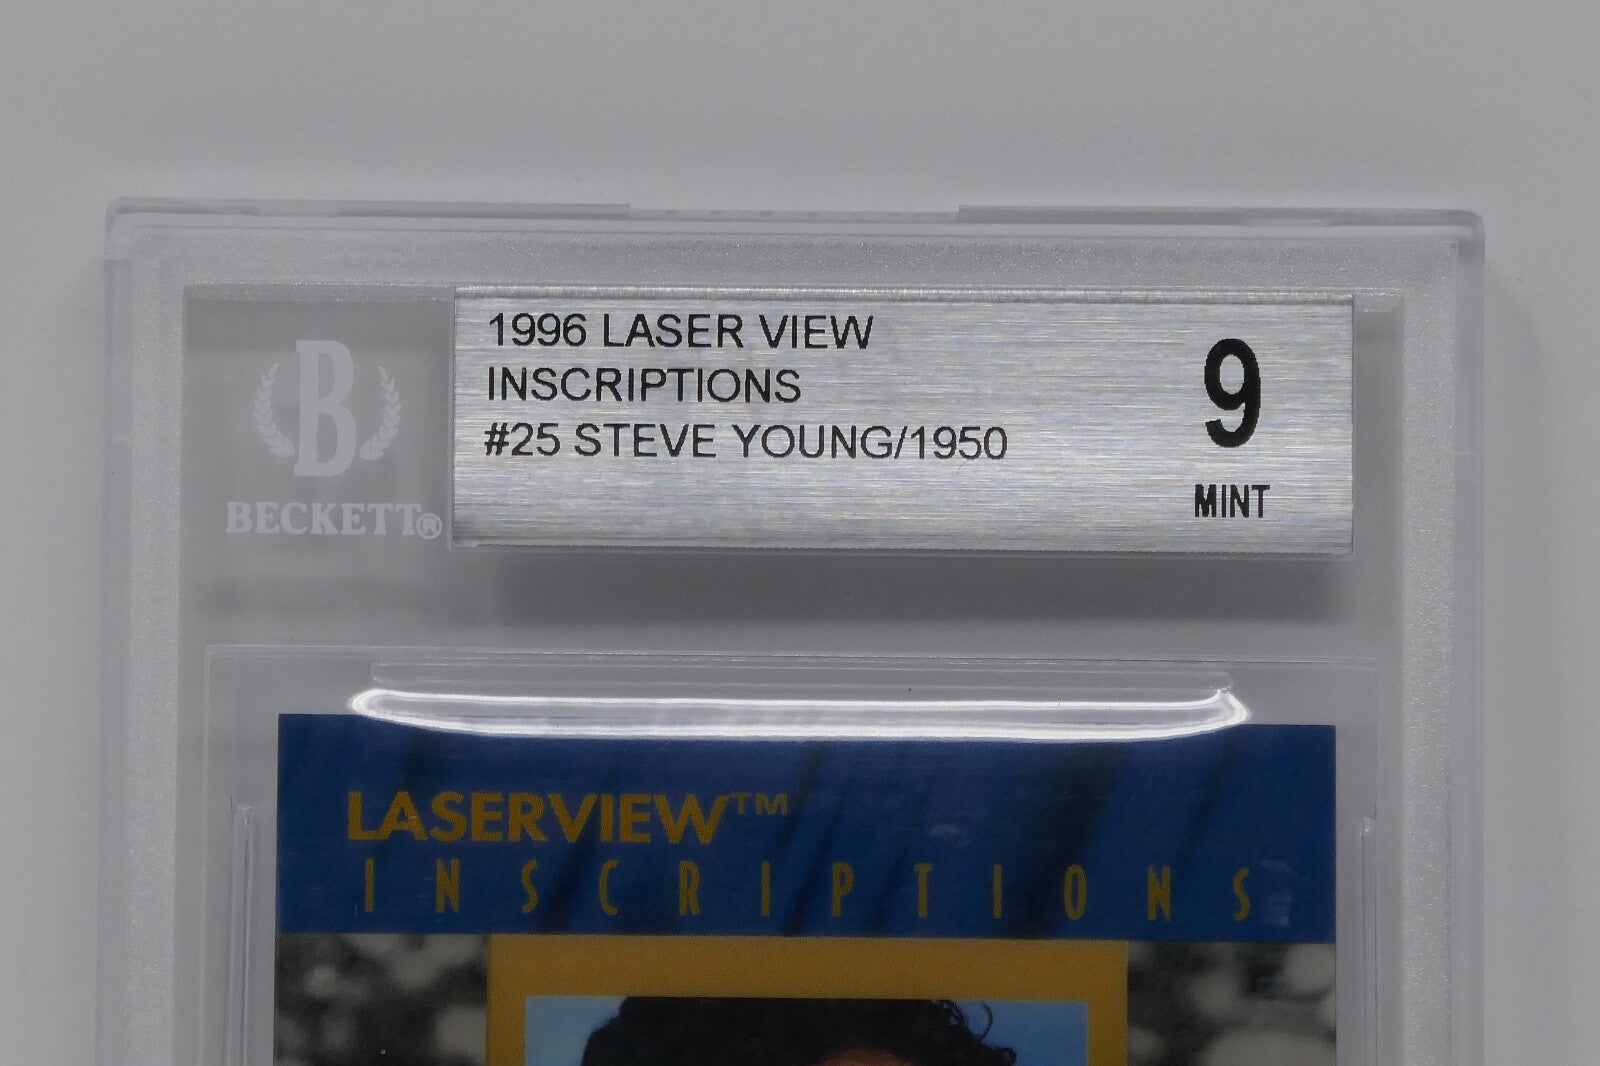 1996 LASER VIEW
INSCRIPTIONS
#25 STEVE YOUNG/1950
9
MINT
B
BECKETT®
LASERVIEW™
INSCRIPTIONS